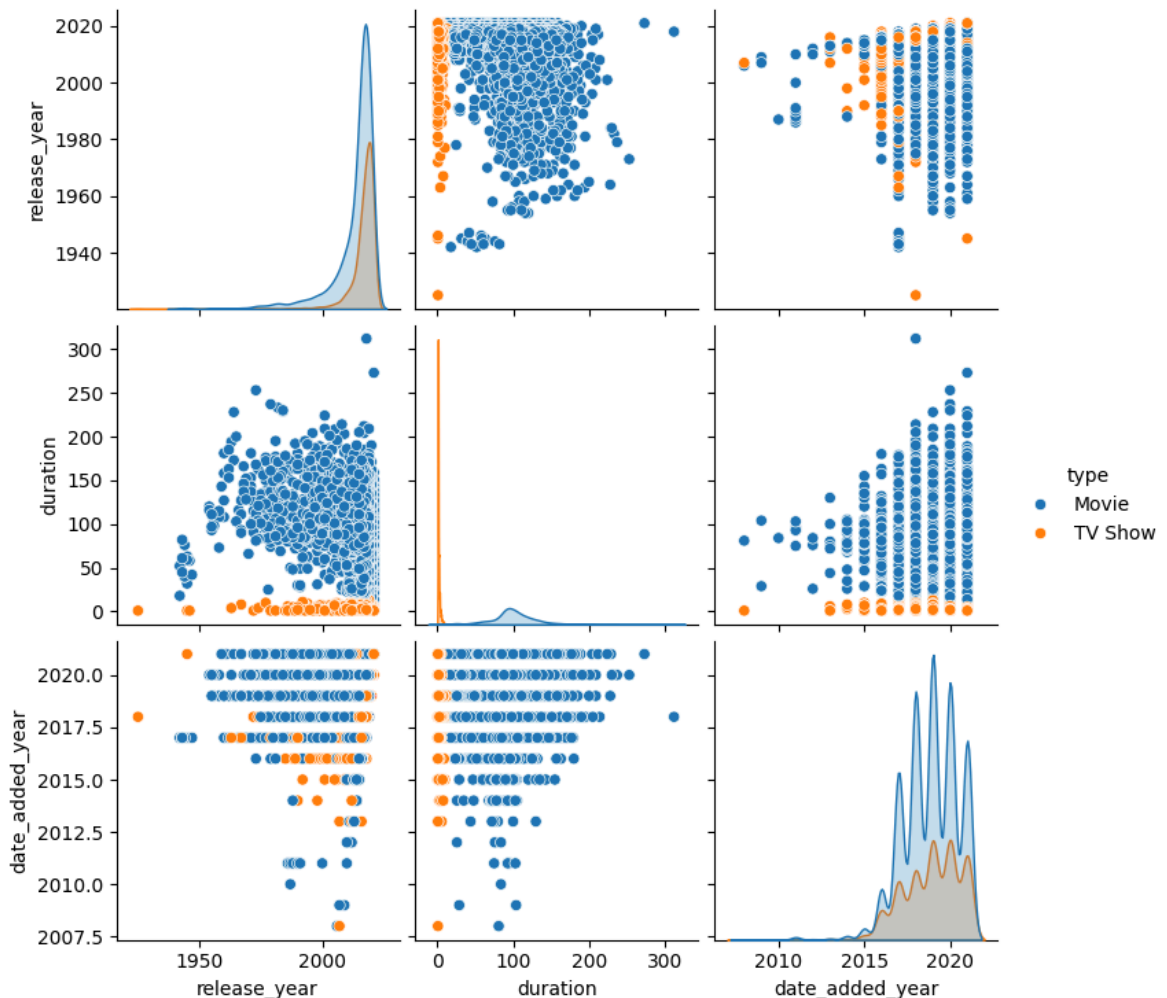 2020
2000
1980
1960
1940
release_year
300
250
200
150
100
50
0
duration
type
Movie
TV Show
2020.0
2017.5
2015.0
2012.5
2010.0
2007.5
date_added_year
1950 2000
0 100 200 300
2010 2015 2020
release_year duration date_added_year